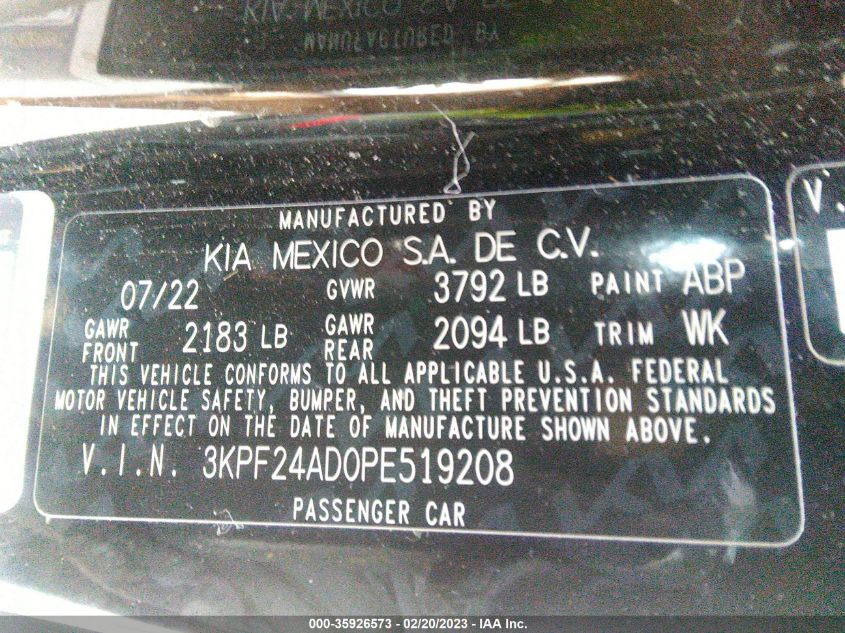 MANUFACTURED BY
KIA MEXICO S.A. DE C.V.
07/22 GVWR 3792 LB PAINT ABP
GAWR FRONT 2183 LB GAWR REAR 2094 LB TRIM WK
THIS VEHICLE CONFORMS TO ALL APPLICABLE U.S.A. FEDERAL
MOTOR VEHICLE SAFETY, BUMPER, AND THEFT PREVENTION STANDARDS
IN EFFECT ON THE DATE OF MANUFACTURE SHOWN ABOVE.
V.I.N. 3KPF24AD0PE519208
PASSENGER CAR
V.
000-35926573 — 02/20/2023 — IAA Inc.